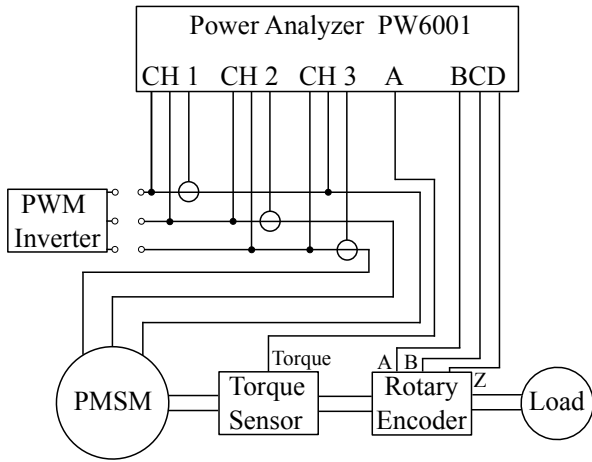 Power Analyzer PW6001
CH 1 CH 2 CH 3 A BCD
PWM
Inverter
Torque
A B
Z
PMSM
Torque
Sensor
Rotary
Encoder
Load